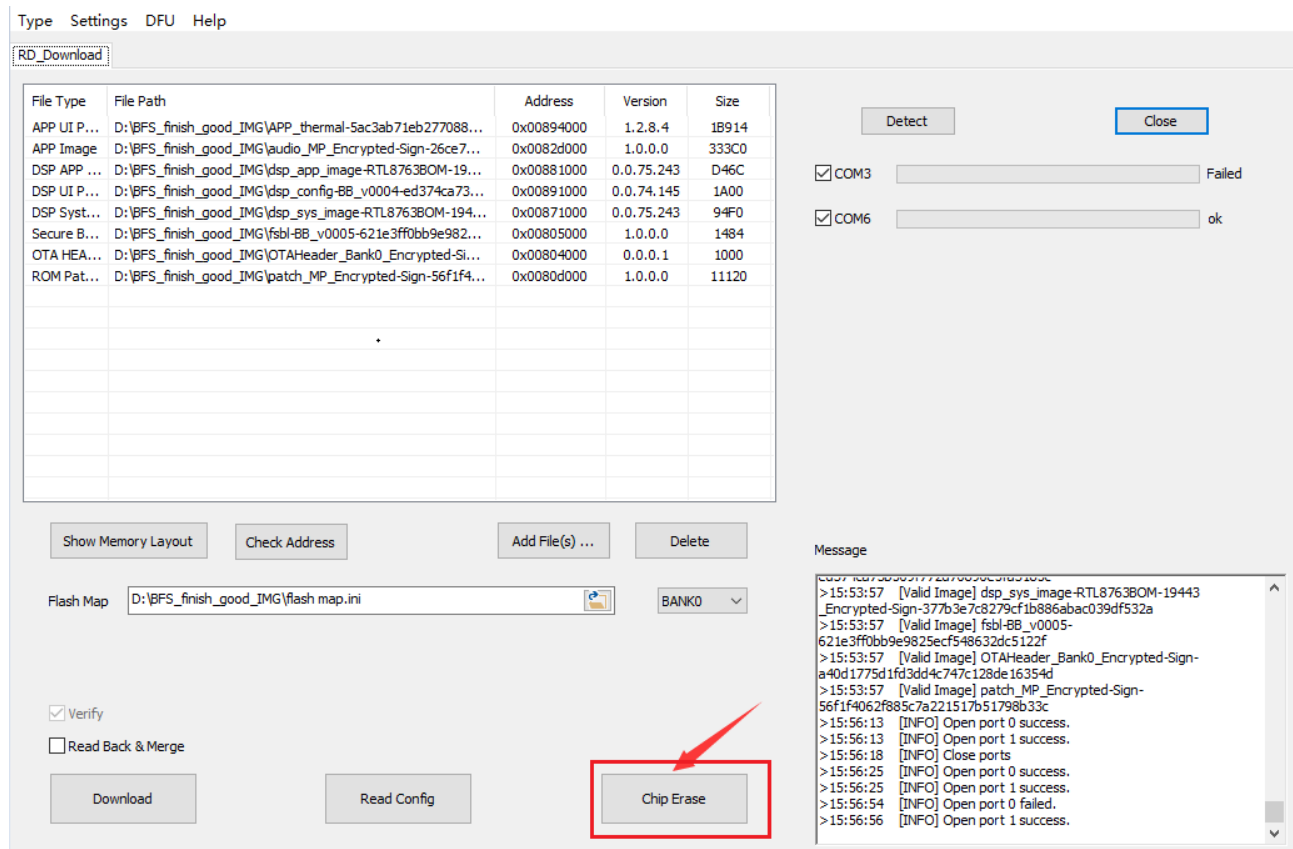 Type Settings DFU Help
RD_Download
File Type File Path Address Version Size
APP UI P... D:\BFS_finish_good_IMG\APP_thermal-5ac3ab71eb277088... 0x00894000 1.2.8.4 1B914
APP Image D:\BFS_finish_good_IMG\audio_MP_Encrypted-Sign-26ce7... 0x0082d000 1.0.0.0 333C0
DSP APP ... D:\BFS_finish_good_IMG\dsp_app_image-RTL8763BOM-19... 0x00881000 0.0.75.243 D46C
DSP UI P... D:\BFS_finish_good_IMG\dsp_config-BB_v0004-ed374ca73... 0x00891000 0.0.74.145 1A00
DSP Syst... D:\BFS_finish_good_IMG\dsp_sys_image-RTL8763BOM-194... 0x00871000 0.0.75.243 94F0
Secure B... D:\BFS_finish_good_IMG\fsbl-BB_v0005-621e3ff0bb9e982... 0x00805000 1.0.0.0 1484
OTA HEA... D:\BFS_finish_good_IMG\OTAHeader_Bank0_Encrypted-Si... 0x00804000 0.0.0.1 1000
ROM Pat... D:\BFS_finish_good_IMG\patch_MP_Encrypted-Sign-56f1f4... 0x0080d000 1.0.0.0 11120
Show Memory Layout Check Address Add File(s) ... Delete
Flash Map D:\BFS_finish_good_IMG\flash map.ini BANK0
Verify
Read Back & Merge
Download Read Config Chip Erase
Detect Close
COM3 Failed
COM6 ok
Message
>15:53:57 [Valid Image] dsp_sys_image-RTL8763BOM-19443
_Encrypted-Sign-377b3e7c8279cf1b886abac039df532a
>15:53:57 [Valid Image] fsbl-BB_v0005-
621e3ff0bb9e9825ecf548632dc5122f
>15:53:57 [Valid Image] OTAHeader_Bank0_Encrypted-Sign-
a40d1775d1fd3dd4c747c128de16354d
>15:53:57 [Valid Image] patch_MP_Encrypted-Sign-
56f1f4062f885c7a221517b51798b33c
>15:56:13 [INFO] Open port 0 success.
>15:56:13 [INFO] Open port 1 success.
>15:56:18 [INFO] Close ports
>15:56:25 [INFO] Open port 0 success.
>15:56:25 [INFO] Open port 1 success.
>15:56:54 [INFO] Open port 0 failed.
>15:56:56 [INFO] Open port 1 success.